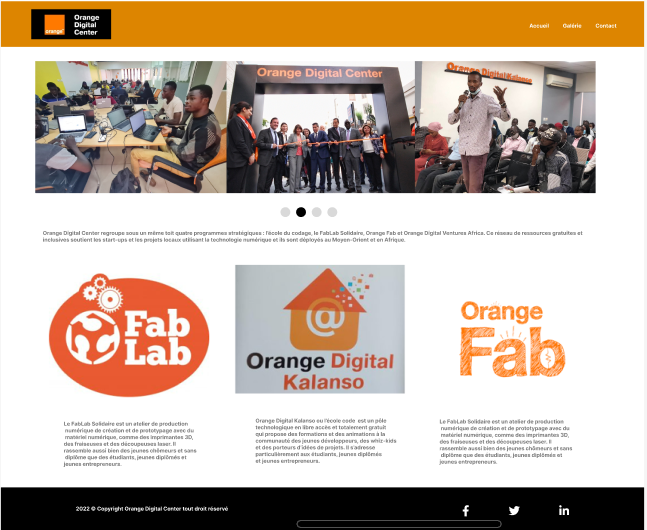 Orange
Digital
Center
orange
Accueil Galérie Contact
Orange Digital Center
Orange Digital Kalanso
Orange Digital Center regroupe sous un même toit quatre programmes stratégiques : l'école du codage, le FabLab Solidaire, Orange Fab et Orange Digital Ventures Africa. Ce réseau de ressources gratuites et
inclusives soutient les start-ups et les projets locaux utilisant la technologie numérique et ils sont déployés au Moyen-Orient et en Afrique.
Fab
Lab
@
Orange Digital
Kalanso
Orange
Fab
Le FabLab Solidaire est un atelier de production
numérique de création et de prototypage avec du
matériel numérique, comme des imprimantes 3D,
des fraiseuses et des découpeuses laser. Il
rassemble aussi bien des jeunes chômeurs et sans
diplôme que des étudiants, jeunes diplômés et
jeunes entrepreneurs.
Orange Digital Kalanso ou l'école code est un pôle
technologique en libre accès et totalement gratuit
qui propose des formations et des animations à la
communauté des jeunes développeurs, des whiz-kids
et des porteurs d'idées de projets. Il s'adresse
particulièrement aux étudiants, jeunes diplômés
et jeunes entrepreneurs.
Le FabLab Solidaire est un atelier de production
numérique de création et de prototypage avec du
matériel numérique, comme des imprimantes 3D,
des fraiseuses et des découpeuses laser. Il
rassemble aussi bien des jeunes chômeurs et sans
diplôme que des étudiants, jeunes diplômés et
jeunes entrepreneurs.
2022 © Copyright Orange Digital Center tout droit réservé